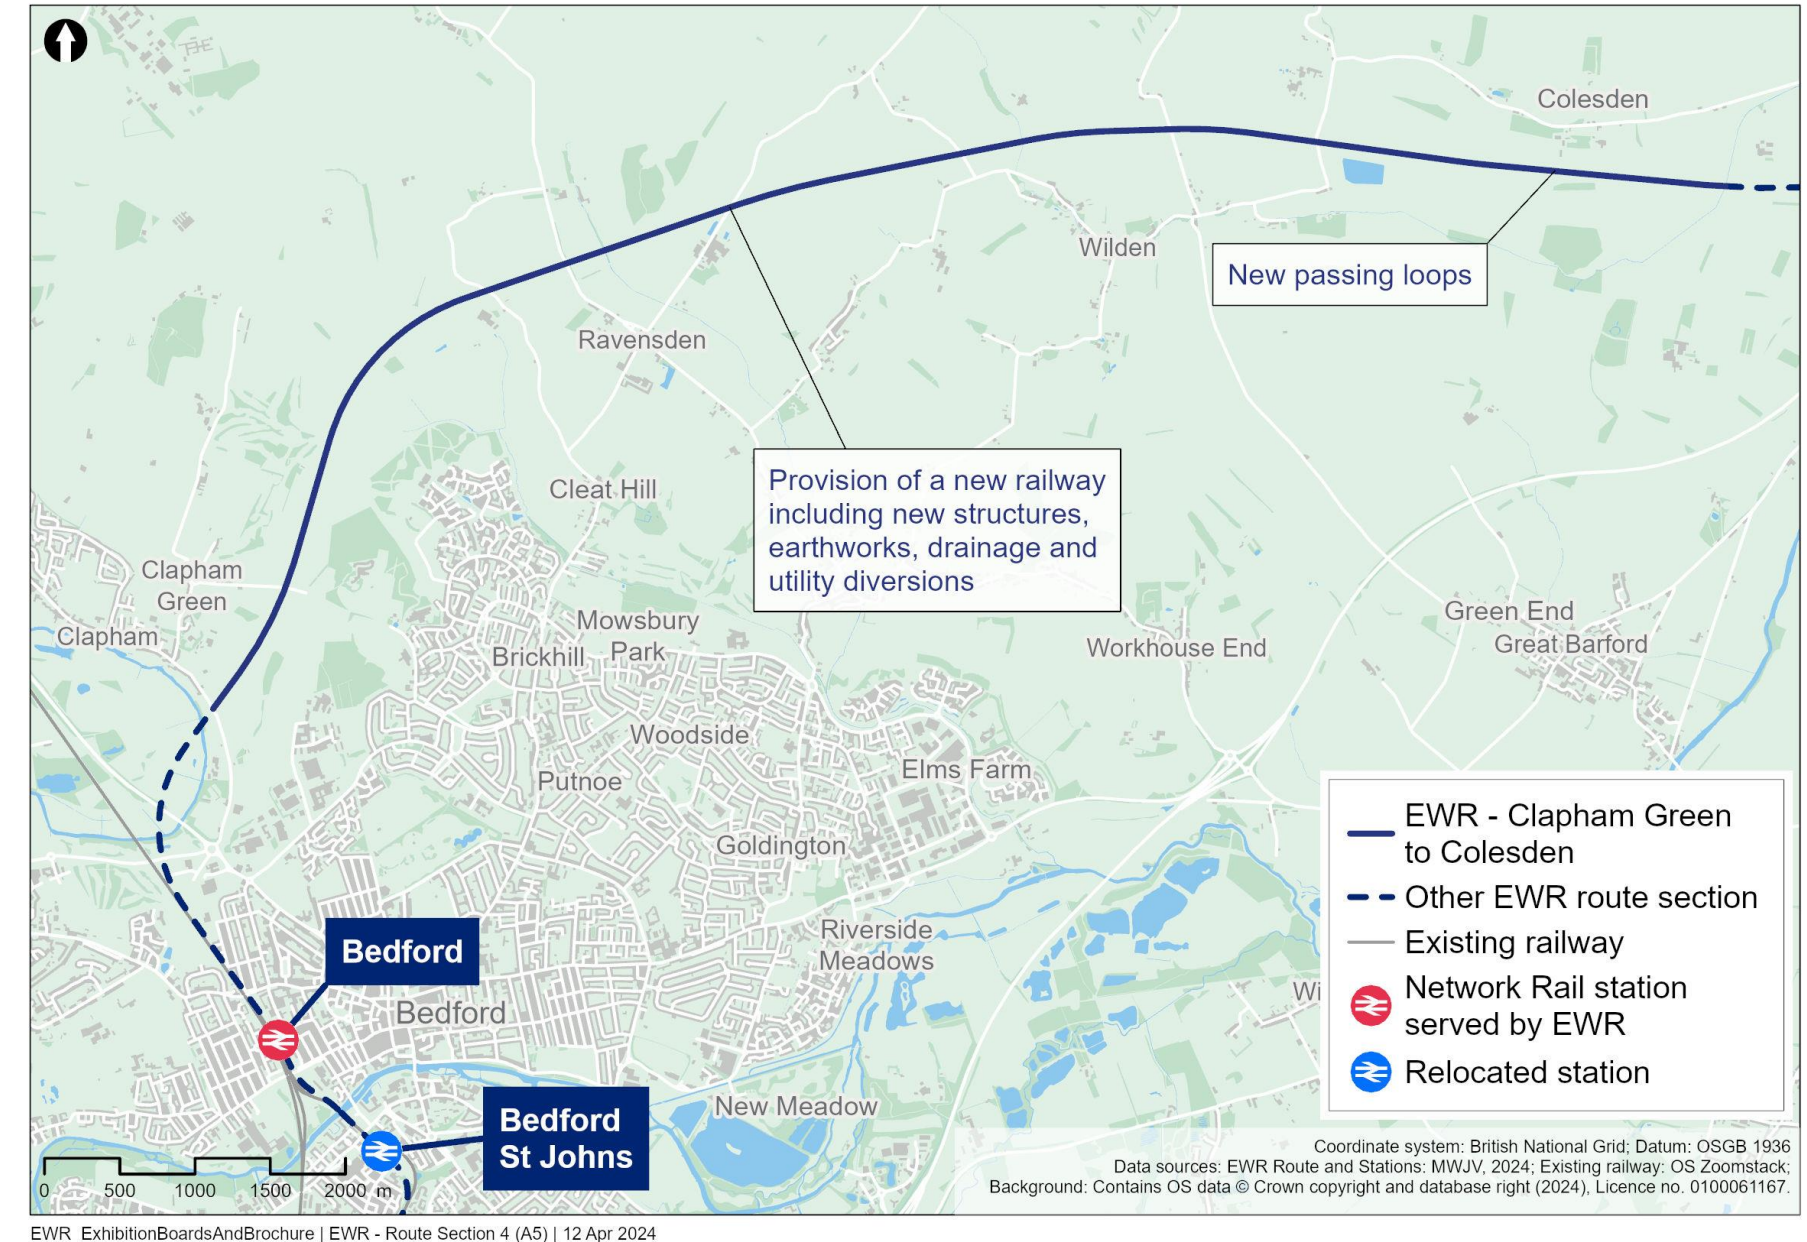 Colesden
Wilden
New passing loops
Ravensden
Cleat Hill
Provision of a new railway
including new structures,
earthworks, drainage and
utility diversions
Clapham
Green
Clapham
Mowsbury
Park
Brickhill
Workhouse End
Green End
Great Barford
Woodside
Putnoe
Elms Farm
Goldington
Riverside
Meadows
Bedford
Bedford
New Meadow
Bedford
St Johns
Wi
EWR - Clapham Green
to Colesden
Other EWR route section
Existing railway
Network Rail station
served by EWR
Relocated station
0 500 1000 1500 2000 m
Coordinate system: British National Grid; Datum: OSGB 1936
Data sources: EWR Route and Stations: MWJV, 2024; Existing railway: OS Zoomstack;
Background: Contains OS data © Crown copyright and database right (2024), Licence no. 0100061167.
EWR_ExhibitionBoardsAndBrochure | EWR - Route Section 4 (A5) | 12 Apr 2024